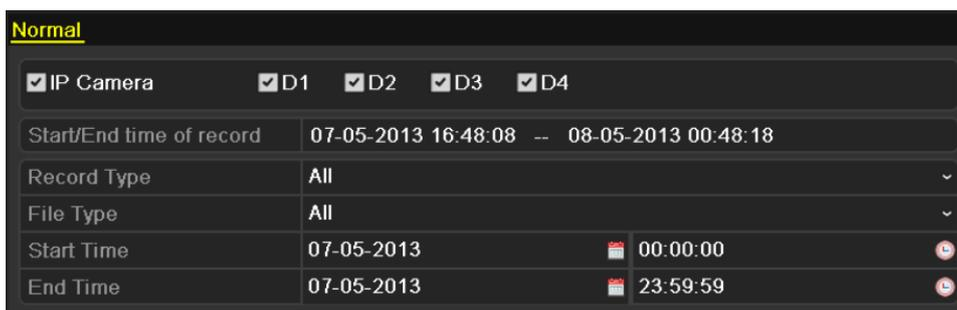 Normal
IP Camera D1 D2 D3 D4
Start/End time of record 07-05-2013 16:48:08 -- 08-05-2013 00:48:18
Record Type All
File Type All
Start Time 07-05-2013 00:00:00
End Time 07-05-2013 23:59:59